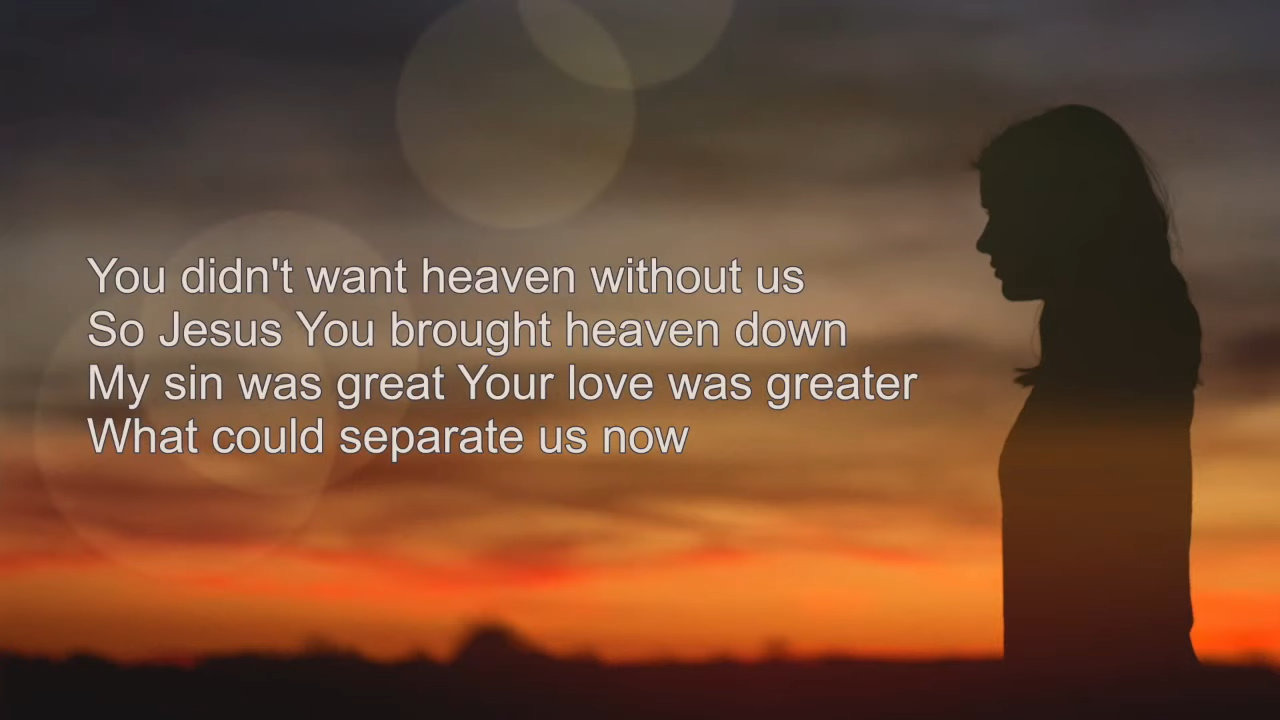 You didn't want heaven without us
So Jesus You brought heaven down
My sin was great Your love was greater
What could separate us now